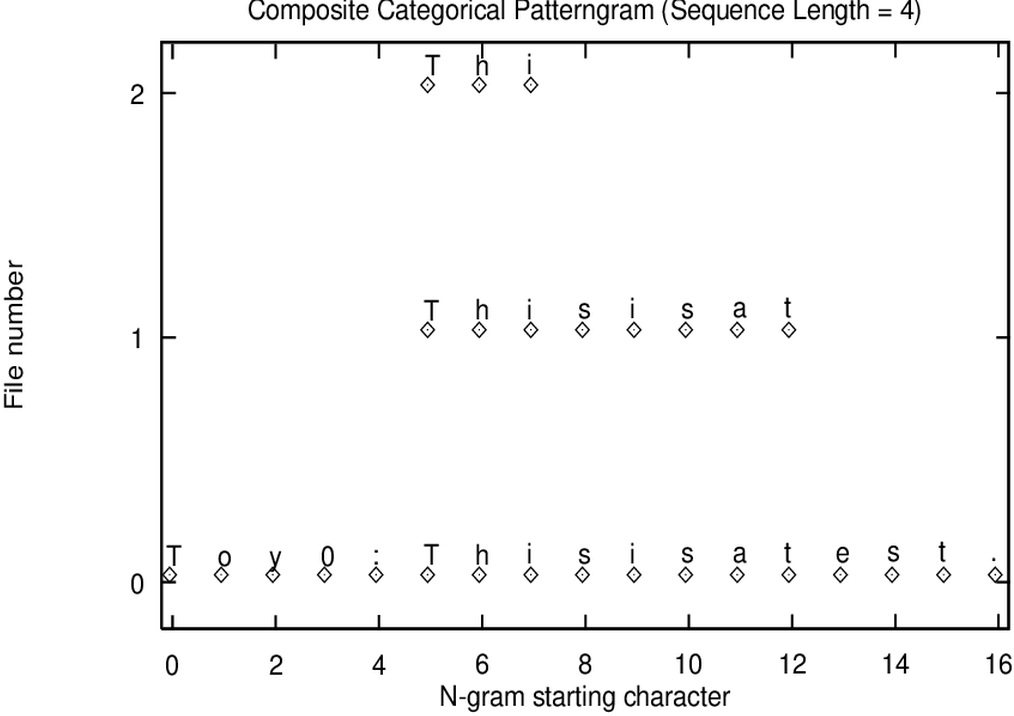 Composite Categorical Patterngram (Sequence Length = 4)
T h i
2
T h i s i s a t
1
T o y 0 : T h i s i s a t e s t .
0
0 2 4 6 8 10 12 14 16
N-gram starting character
File number